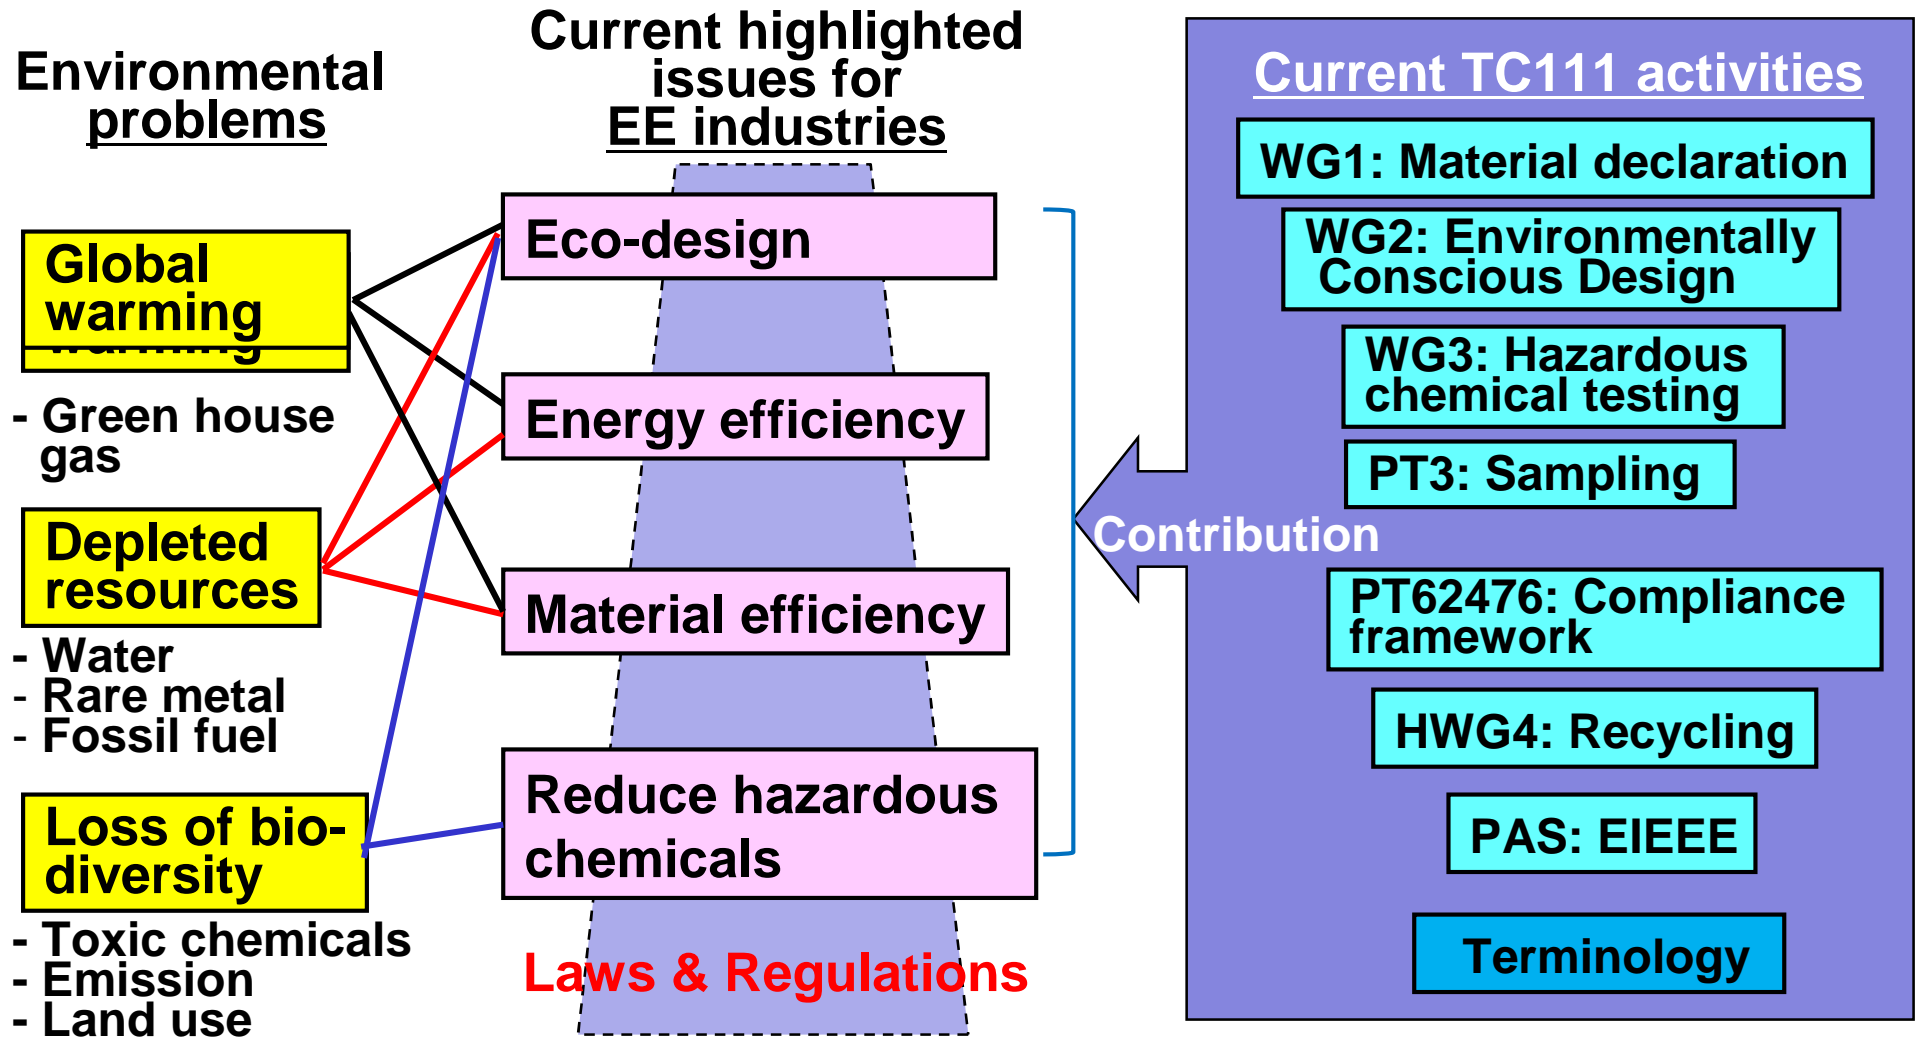 Environmental
problems
Global
warming
warming
- Green house
gas
Depleted
resources
- Water
- Rare metal
- Fossil fuel
Loss of bio-
diversity
- Toxic chemicals
- Emission
- Land use
Current highlighted
issues for
EE industries
Eco-design
Energy efficiency
Material efficiency
Reduce hazardous
chemicals
Laws & Regulations
Contribution
Current TC111 activities
WG1: Material declaration
WG2: Environmentally
Conscious Design
WG3: Hazardous
chemical testing
PT3: Sampling
PT62476: Compliance
framework
HWG4: Recycling
PAS: EIEEE
Terminology